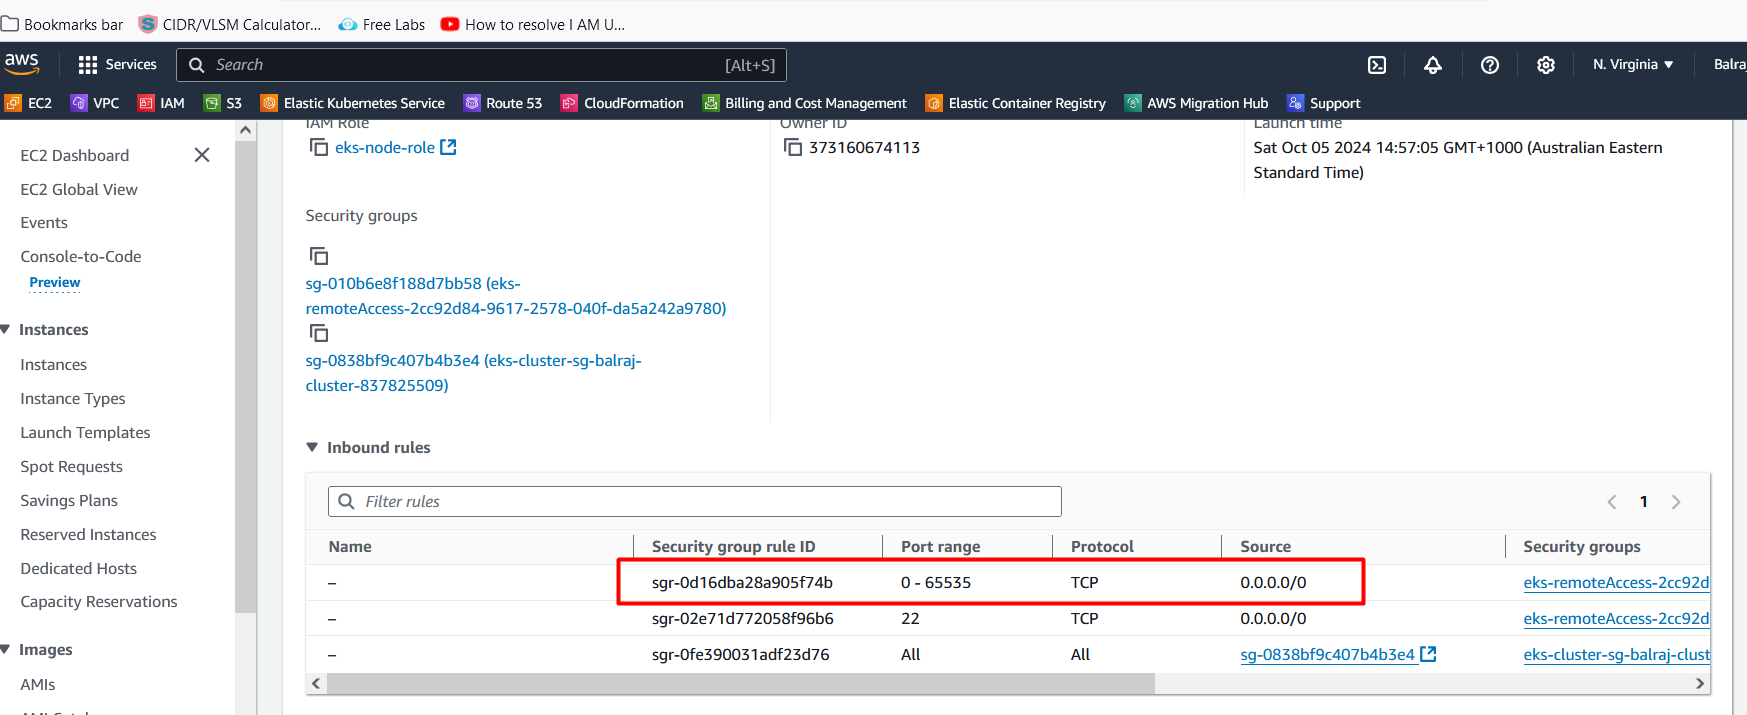 Bookmarks bar
CIDR/VLSM Calculator...
Free Labs
How to resolve I AM U...
aws
Services
Search
[Alt+S]
N. Virginia
Balra
EC2
VPC
IAM
S3
Elastic Kubernetes Service
Route 53
CloudFormation
Billing and Cost Management
Elastic Container Registry
AWS Migration Hub
Support
EC2 Dashboard
EC2 Global View
Events
Console-to-Code
Preview
Instances
Instances
Instance Types
Launch Templates
Spot Requests
Savings Plans
Reserved Instances
Dedicated Hosts
Capacity Reservations
Images
AMIs
IAM Role
eks-node-role
Owner ID
373160674113
Launch time
Sat Oct 05 2024 14:57:05 GMT+1000 (Australian Eastern
Standard Time)
Security groups
sg-010b6e8f188d7bb58 (eks-
remoteAccess-2cc92d84-9617-2578-040f-da5a242a9780)
sg-0838bf9c407b4b3e4 (eks-cluster-sg-balraj-
cluster-837825509)
Inbound rules
Filter rules
1
Name Security group rule ID Port range Protocol Source Security groups
– sgr-0d16dba28a905f74b 0 - 65535 TCP 0.0.0.0/0 eks-remoteAccess-2cc92d
– sgr-02e71d772058f96b6 22 TCP 0.0.0.0/0 eks-remoteAccess-2cc92d
– sgr-0fe390031adf23d76 All All sg-0838bf9c407b4b3e4 eks-cluster-sg-balraj-clust